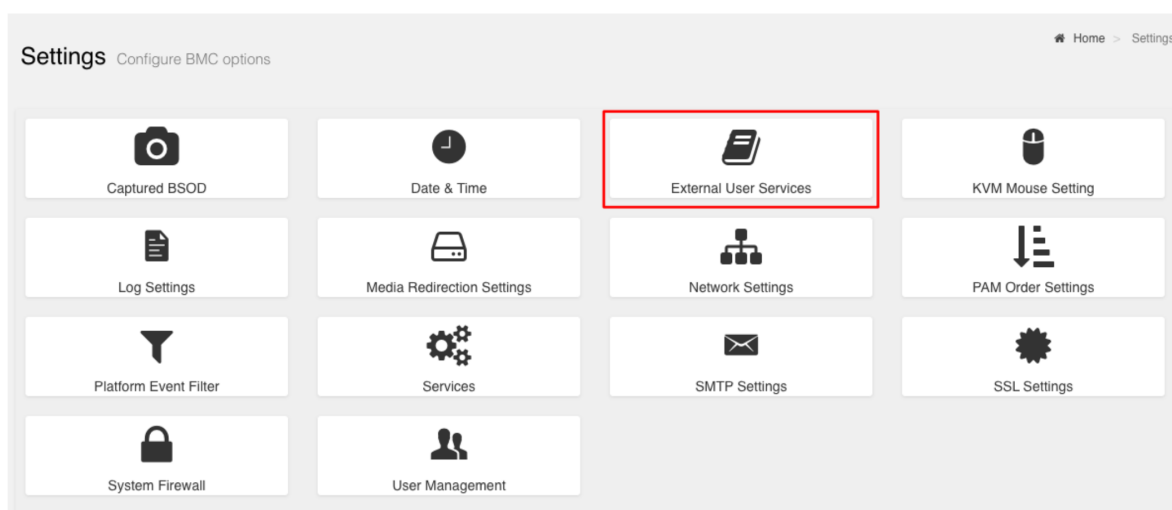 Settings Configure BMC options
Home > Settings
Captured BSOD
Date & Time
External User Services
KVM Mouse Setting
Log Settings
Media Redirection Settings
Network Settings
PAM Order Settings
Platform Event Filter
Services
SMTP Settings
SSL Settings
System Firewall
User Management